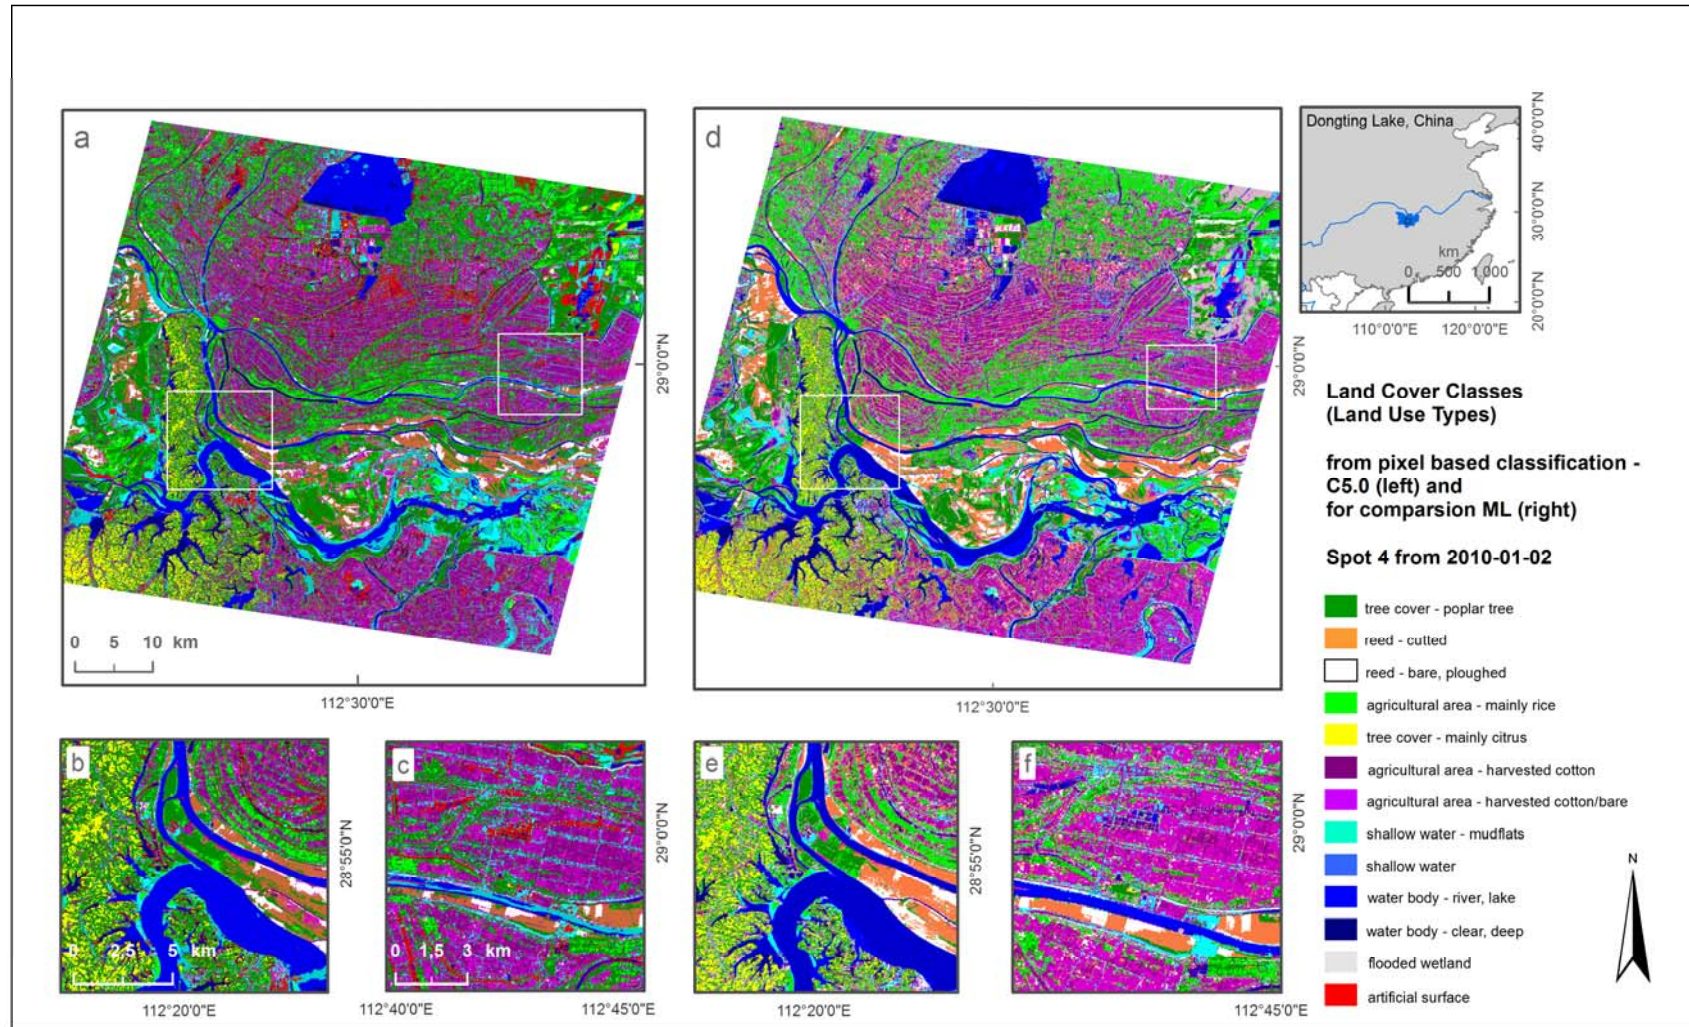 a
d
Dongting Lake, China
40°0'0"N
30°0'0"N
20°0'0"N
km
0 500 1,000
110°0'0"E 120°0'0"E
29°0'0"N
29°0'0"N
0 5 10 km
112°30'0"E
112°30'0"E
Land Cover Classes
(Land Use Types)
from pixel based classification -
C5.0 (left) and
for comparsion ML (right)
Spot 4 from 2010-01-02
tree cover - poplar tree
reed - cutted
reed - bare, ploughed
agricultural area - mainly rice
tree cover - mainly citrus
agricultural area - harvested cotton
agricultural area - harvested cotton/bare
shallow water - mudflats
shallow water
water body - river, lake
water body - clear, deep
flooded wetland
artificial surface
N
b
0 2,5 5 km
28°55'0"N
112°20'0"E
c
0 1,5 3 km
29°0'0"N
112°40'0"E 112°45'0"E
e
28°55'0"N
112°20'0"E
f
29°0'0"N
112°45'0"E